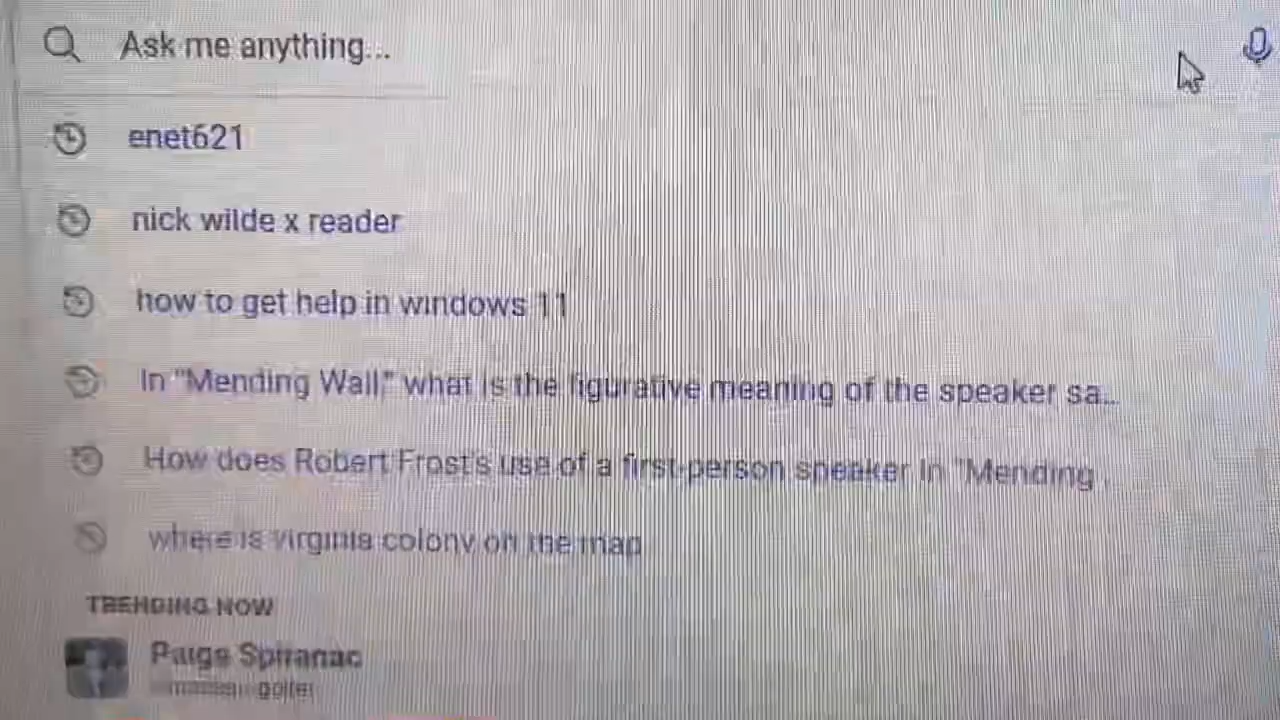 Ask me anything...
enet621
nick wilde x reader
how to get help in windows 11
In "Mending Wall," what is the figurative meaning of the speaker sa...
How does Robert Frost's use of a first-person speaker in "Mending
where is virginia colony on the map
TRENDING NOW
Paige Spiranac
golfer